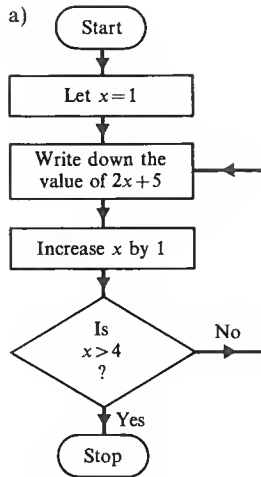 a)
Start
Let x=1
Write down the
value of 2x+5
Increase x by 1
Is
x>4
?
No
Yes
Stop